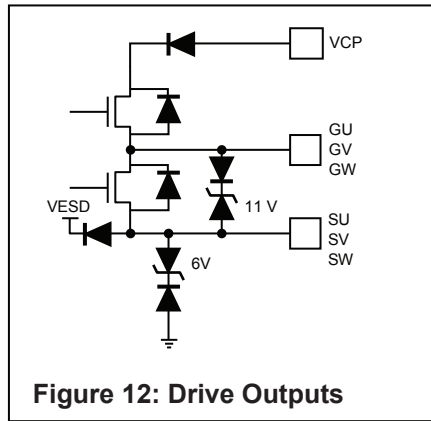 VCP
GU
GV
GW
VESD
11 V
SU
SV
SW
6V
Figure 12: Drive Outputs